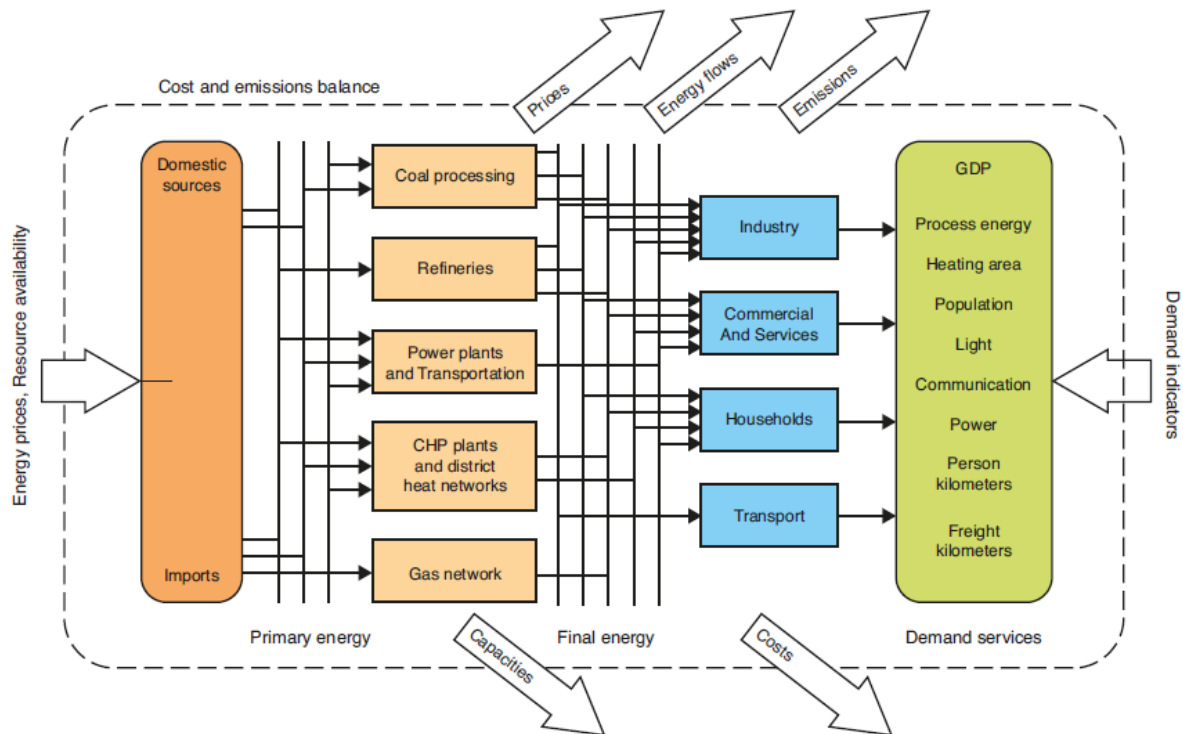 Cost and emissions balance
Prices
Energy flows
Emissions
Energy prices, Resource availability
Domestic
sources
Imports
Coal processing
Refineries
Power plants
and Transportation
CHP plants
and district
heat networks
Gas network
Industry
Commercial
And Services
Households
Transport
GDP
Process energy
Heating area
Population
Light
Communication
Power
Person
kilometers
Freight
kilometers
Demand indicators
Primary energy
Final energy
Demand services
Capacities
Costs